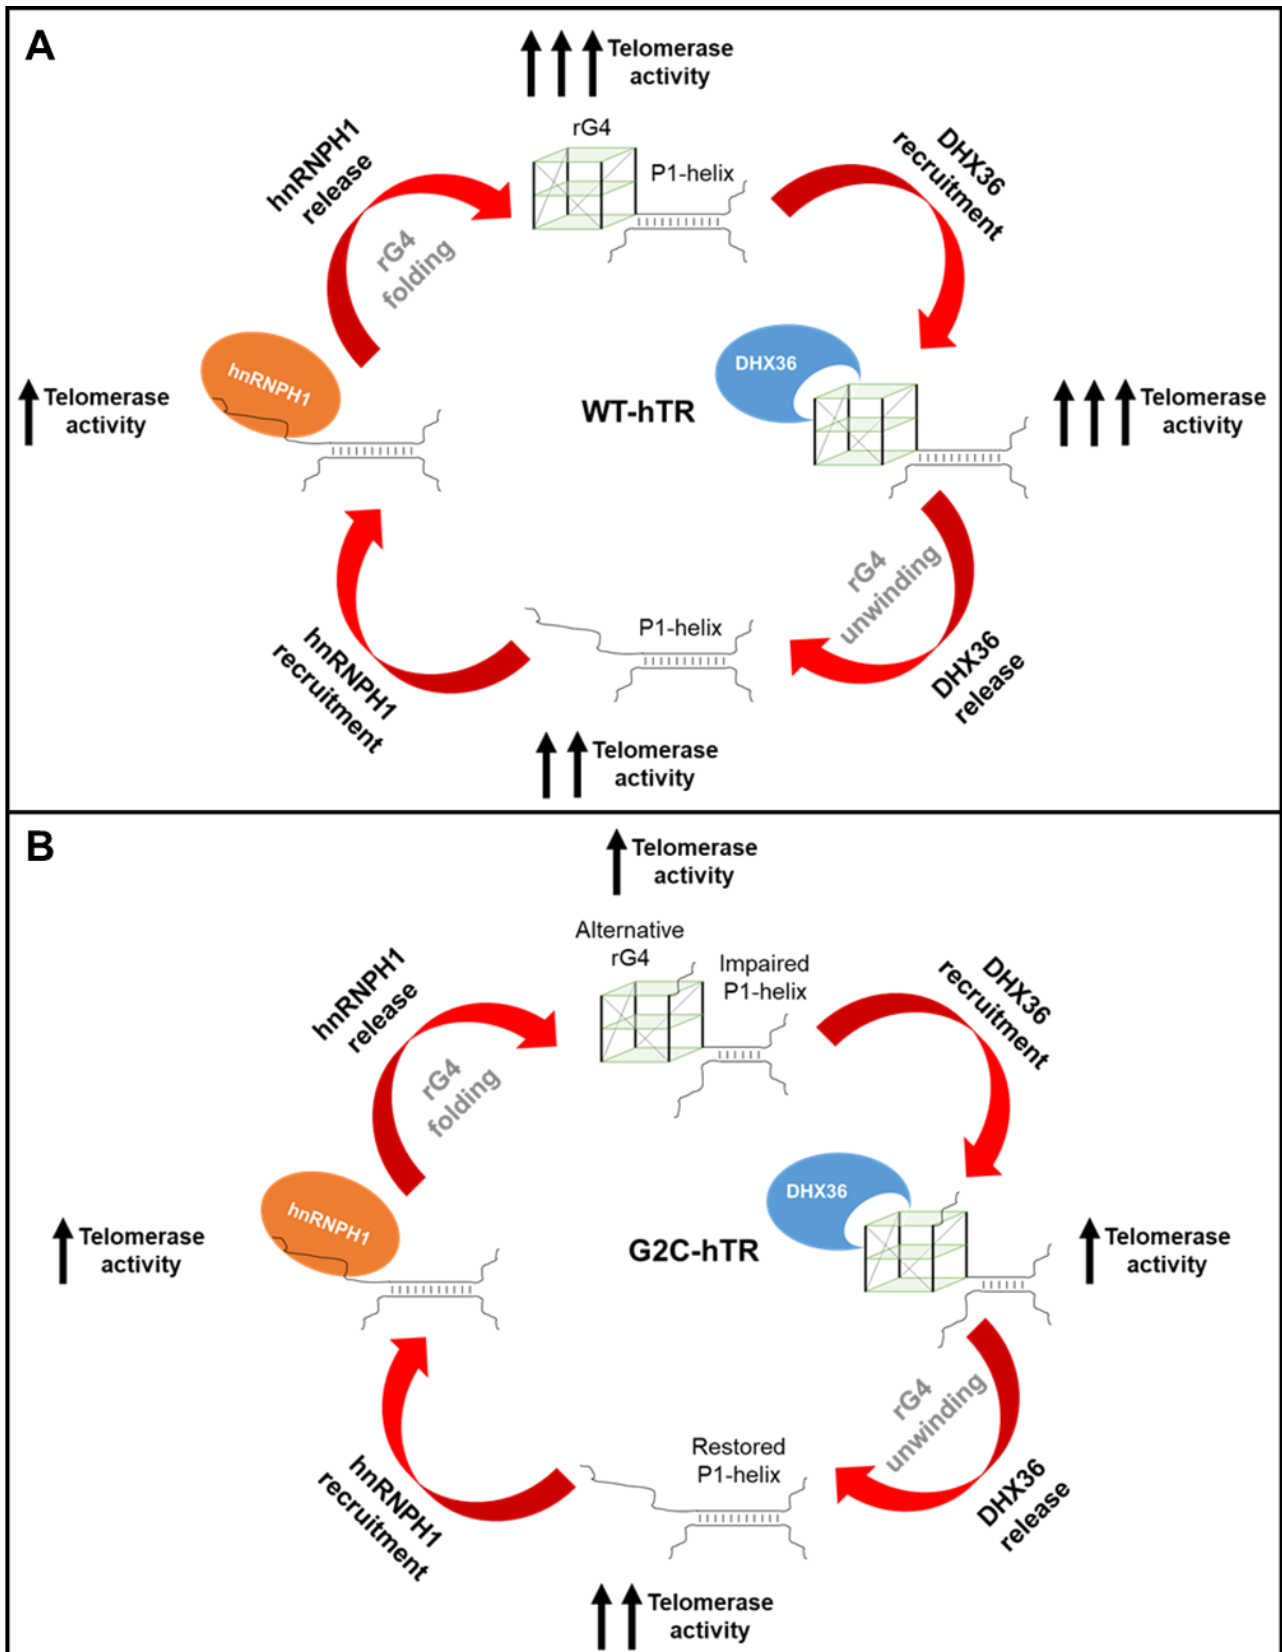 A
Telomerase
activity
hnRNPH1
release
rG4
P1-helix
DHX36
recruitment
rG4
folding
hnRNPH1
DHX36
Telomerase
activity
WT-hTR
Telomerase
activity
rG4
unwinding
P1-helix
hnRNPH1
recruitment
DHX36
release
Telomerase
activity
B
Telomerase
activity
Alternative
rG4
Impaired
P1-helix
hnRNPH1
release
DHX36
recruitment
rG4
folding
hnRNPH1
DHX36
Telomerase
activity
G2C-hTR
Telomerase
activity
rG4
unwinding
Restored
P1-helix
hnRNPH1
recruitment
DHX36
release
Telomerase
activity